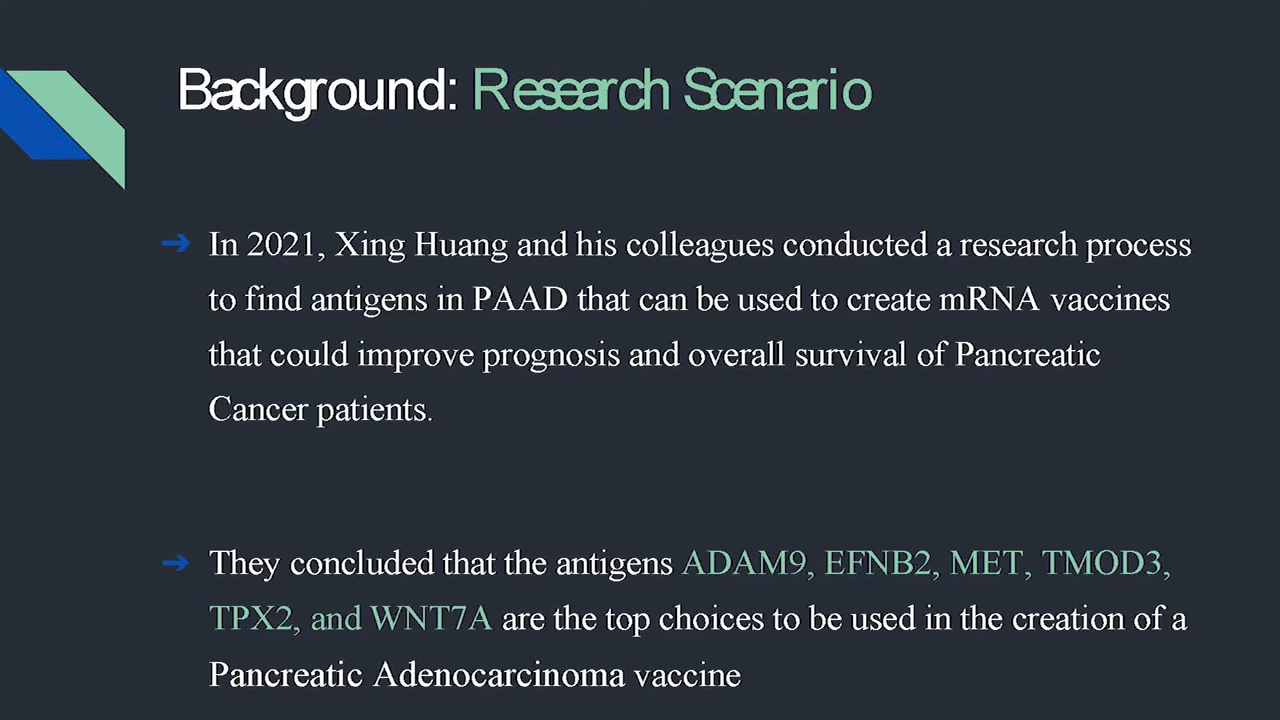 Background: Research Scenario
➔ In 2021, Xing Huang and his colleagues conducted a research process
to find antigens in PAAD that can be used to create mRNA vaccines
that could improve prognosis and overall survival of Pancreatic
Cancer patients.
➔ They concluded that the antigens ADAM9, EFNB2, MET, TMOD3,
TPX2, and WNT7A are the top choices to be used in the creation of a
Pancreatic Adenocarcinoma vaccine